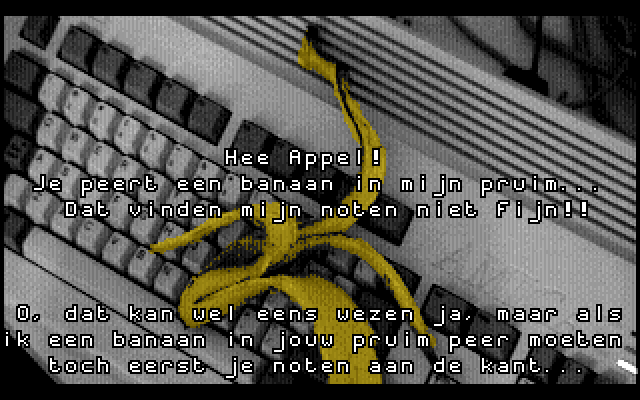 Hee Appel!
Je peert een banaan in mijn pruim...
Dat vinden mijn noten niet fijn!!
O, dat kan wel eens wezen ja, maar als
ik een banaan in jouw pruim peer moeten
toch eerst je noten aan de kant...